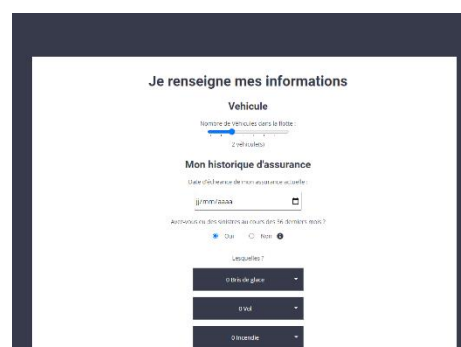 Je renseigne mes informations
Vehicule
Nombre de véhicules dans la flotte :
2 véhicule(s)
Mon historique d'assurance
Date d'échéance de mon assurance actuelle :
jj/mm/aaaa
Avez-vous eu des sinistres au cours des 36 derniers mois ?
Oui Non
Lesquelles ?
0 Bris de glace
0 Vol
0 Incendie